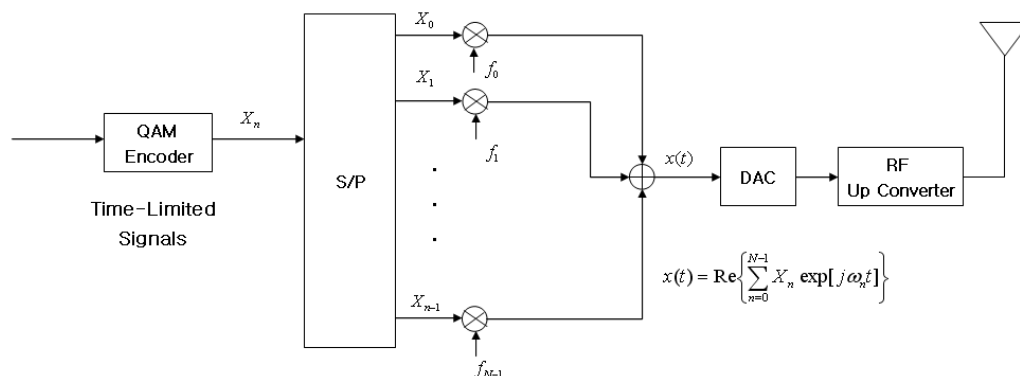 X_0
f_0
X_1
f_1
QAM
Encoder
X_n
S/P
x(t)
DAC
RF
Up Converter
Time-Limited
Signals
.
.
.
x(t) = Re{∑_{n=0}^{N-1} X_n exp[jω_n t]}
X_{n-1}
f_{N-1}